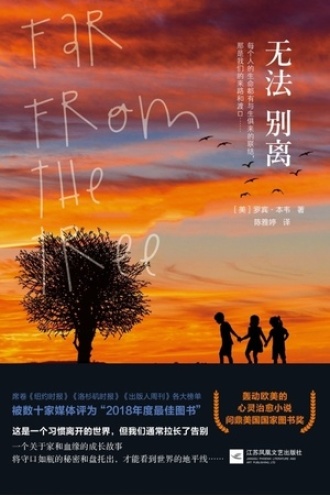 FAR
FROM
THE
TREE
无法别离
每个人的生命都有与生俱来的联结，
那是我们的来路和渡口……
［美］罗宾·本韦 著
陈雅婷 译
席卷《纽约时报》《洛杉矶时报》《出版人周刊》各大榜单
被数十家媒体评为“2018年度最佳图书”
这是一个习惯离开的世界，但我们通常拉长了告别
一个关于家和血缘的成长故事
将守口如瓶的秘密和盘托出，才能看到世界的地平线……
轰动欧美的
心灵治愈小说
问鼎美国国家图书奖
江苏凤凰文艺出版社